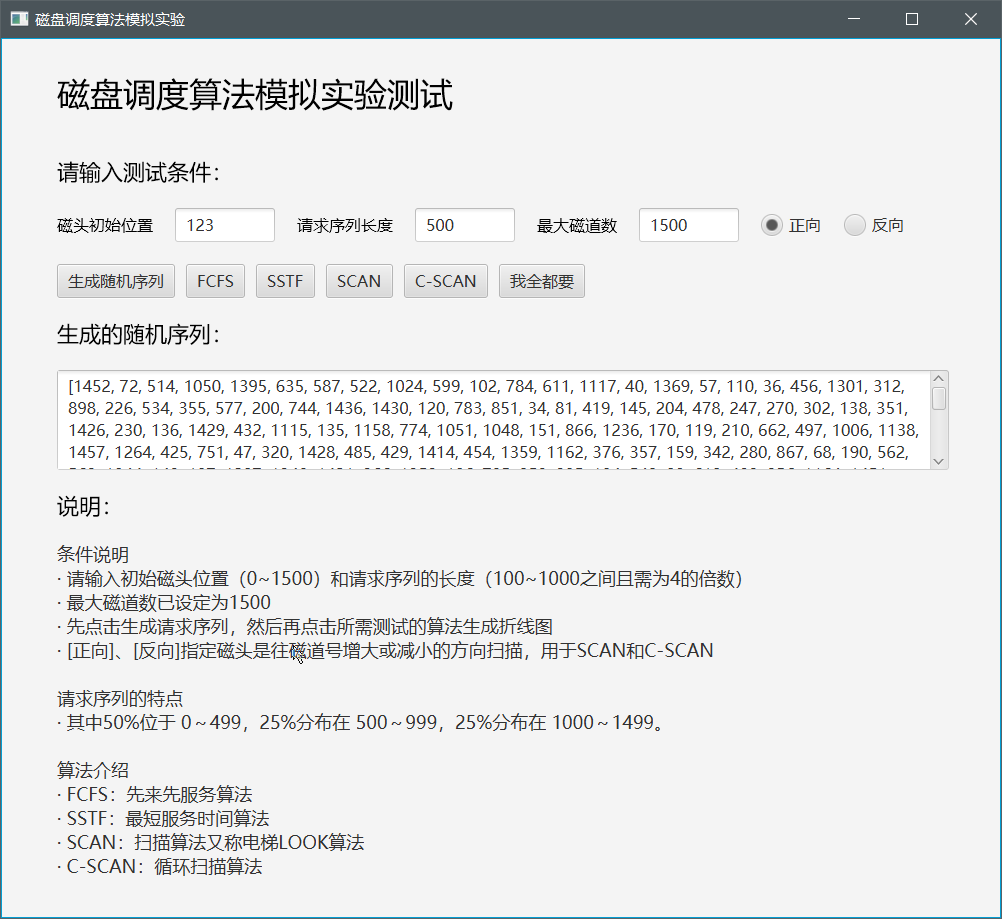 磁盘调度算法模拟实验
磁盘调度算法模拟实验测试
请输入测试条件：
磁头初始位置 123 请求序列长度 500 最大磁道数 1500 正向 反向
生成随机序列 FCFS SSTF SCAN C-SCAN 我全都要
生成的随机序列：
[1452, 72, 514, 1050, 1395, 635, 587, 522, 1024, 599, 102, 784, 611, 1117, 40, 1369, 57, 110, 36, 456, 1301, 312,
898, 226, 534, 355, 577, 200, 744, 1436, 1430, 120, 783, 851, 34, 81, 419, 145, 204, 478, 247, 270, 302, 138, 351,
1426, 230, 136, 1429, 432, 1115, 135, 1158, 774, 1051, 1048, 151, 866, 1236, 170, 119, 210, 662, 497, 1006, 1138,
1457, 1264, 425, 751, 47, 320, 1428, 485, 429, 1414, 454, 1359, 1162, 376, 357, 159, 342, 280, 867, 68, 190, 562,
说明：
条件说明
· 请输入初始磁头位置（0~1500）和请求序列的长度（100~1000之间且需为4的倍数）
· 最大磁道数已设定为1500
· 先点击生成请求序列，然后再点击所需测试的算法生成折线图
· [正向]、[反向]指定磁头是往磁道号增大或减小的方向扫描，用于SCAN和C-SCAN
请求序列的特点
· 其中50%位于 0～499，25%分布在 500～999，25%分布在 1000～1499。
算法介绍
· FCFS：先来先服务算法
· SSTF：最短服务时间算法
· SCAN：扫描算法又称电梯LOOK算法
· C-SCAN：循环扫描算法